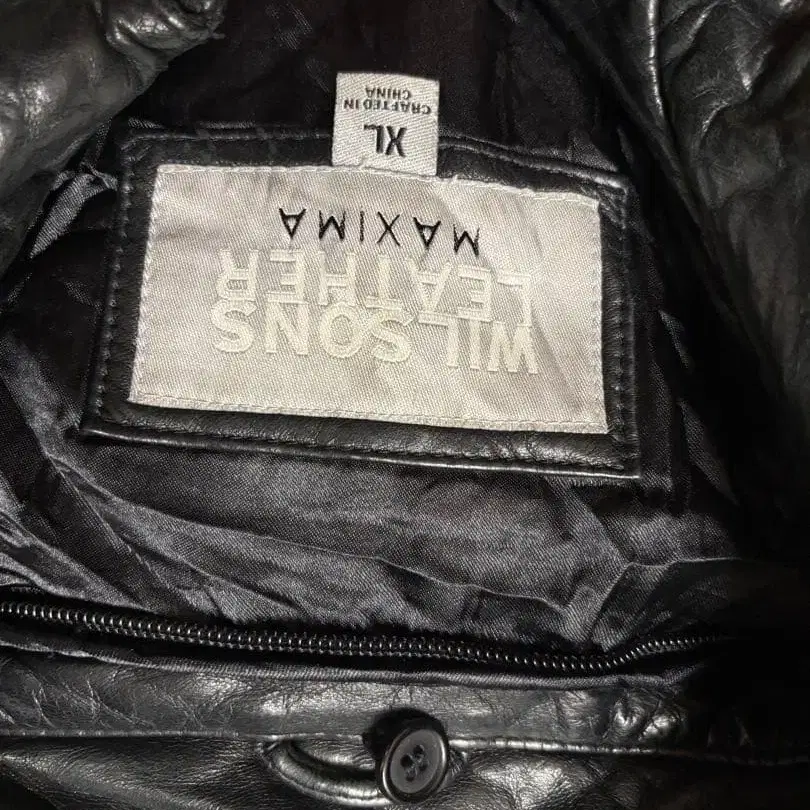 WILSONS
LEATHER
MAXIMA
XL
CRAFTED IN
CHINA